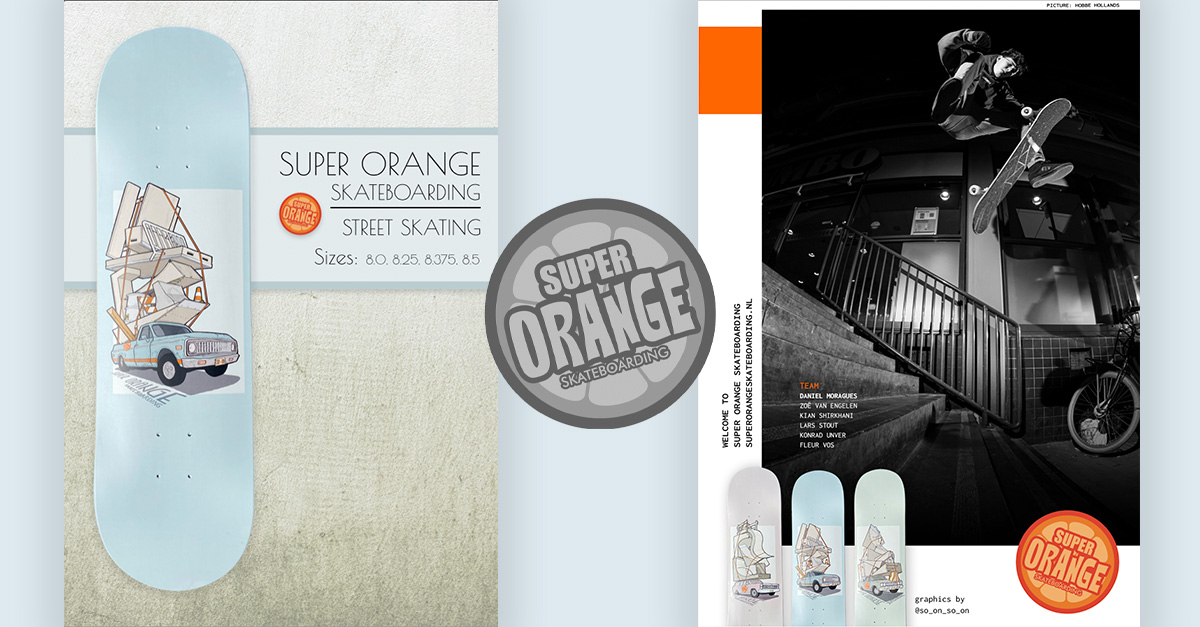 SUPER ORANGE
SKATEBOARDING
SUPER
ORANGE
STREET SKATING
Sizes: 8.0, 8.25, 8.375, 8.5
ORANGE
SKATEBOARDING
SUPER
ORANGE
SKATEBOARDING
PICTURE: HOBBE HOLLANDS
WELCOME TO
SUPER ORANGE SKATEBOARDING
SUPERORANGESKATEBOARDING.NL
TEAM
DANIEL MORAGUES
ZOË VAN ENGELEN
KIAN SHIRKHANI
LARS STOUT
KONRAD UNVER
FLEUR VOS
SUPER
ORANGE
SKATEBOARDING
graphics by
@so_on_so_on